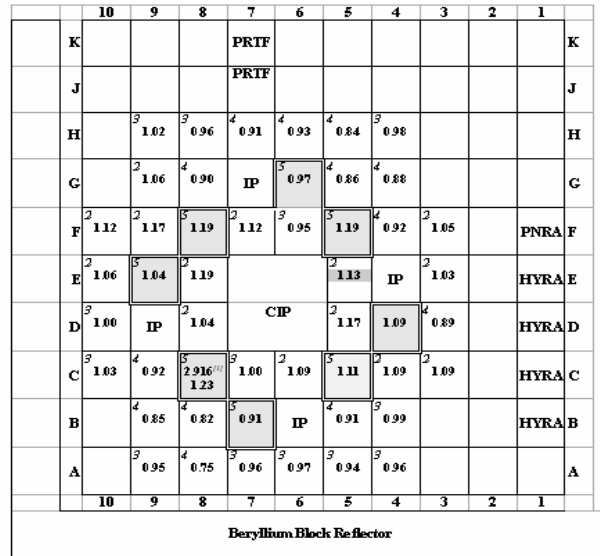 10 9 8 7 6 5 4 3 2 1
K PRTF K
J PRTF J
H 3 1.02 3 0.96 4 0.91 4 0.93 4 0.84 3 0.98 H
G 2 1.06 4 0.90 IP 5 0.97 4 0.86 4 0.88 G
F 2 1.12 2 1.17 5 1.19 2 1.12 3 0.95 5 1.19 4 0.92 2 1.05 PNRA F
E 2 1.06 5 1.04 2 1.19 2 1.13 IP 2 1.03 HYRA E
CIP
D 3 1.00 IP 2 1.04 2 1.17 5 1.09 4 0.89 HYRA D
C 3 1.03 4 0.92 5 2.916 3 1.00 2 1.09 5 1.11 2 1.09 2 1.09 HYRA C
1.23
B 4 0.85 4 0.82 5 0.91 IP 4 0.91 3 0.99 HYRA B
A 3 0.95 4 0.75 3 0.96 3 0.97 3 0.94 3 0.96 A
10 9 8 7 6 5 4 3 2 1
Beryllium Block Reflector